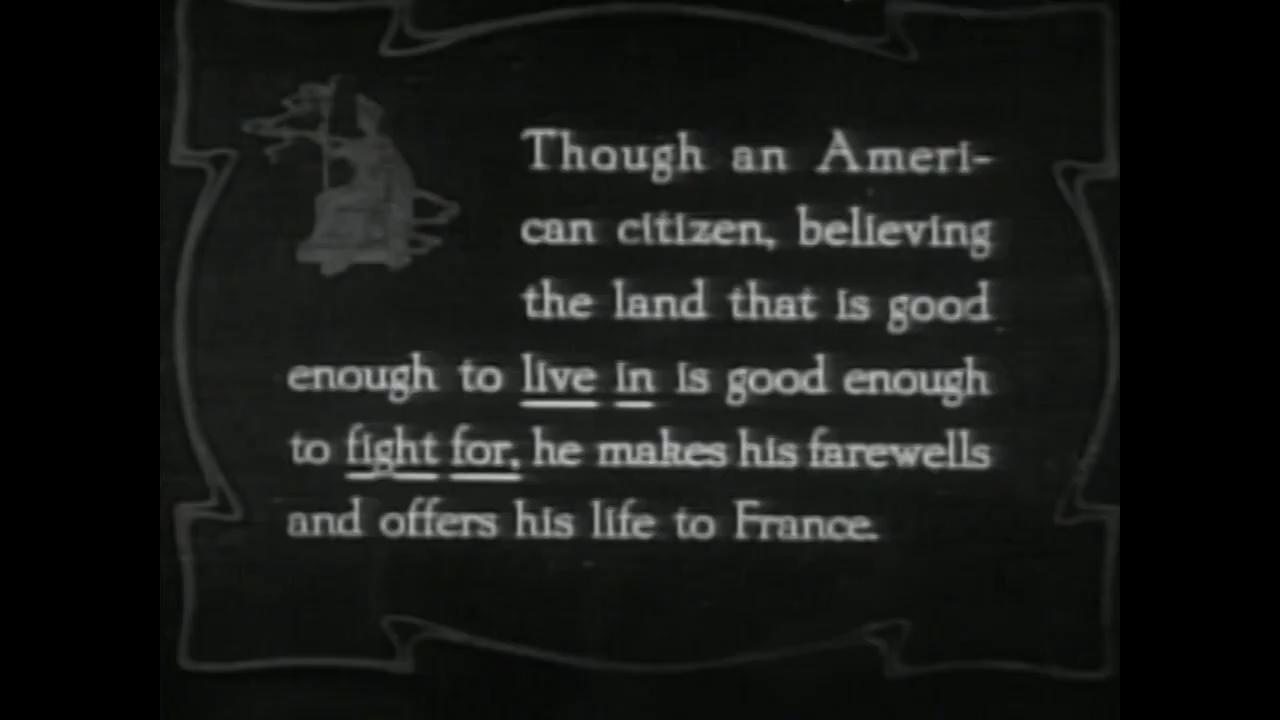 Though an Ameri-
can citizen, believing
the land that is good
enough to live in is good enough
to fight for, he makes his farewells
and offers his life to France.